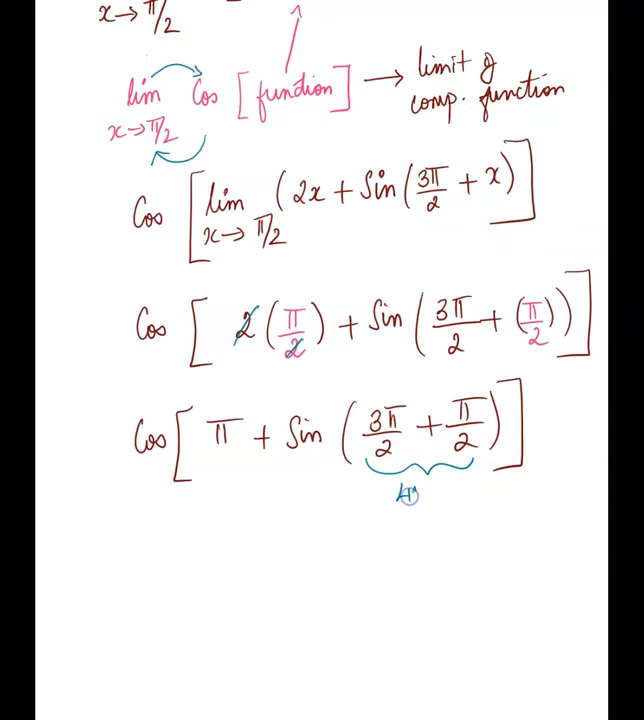 x→π/2
lim Cos [function] → limit of
x→π/2 comp. function
Cos [lim (2x + Sin(3π/2 + x)]
x→ π/2
Cos [ 2(π/2) + Sin (3π/2 + (π/2))]
Cos[ π + Sin (3π/2 + π/2)]
4π